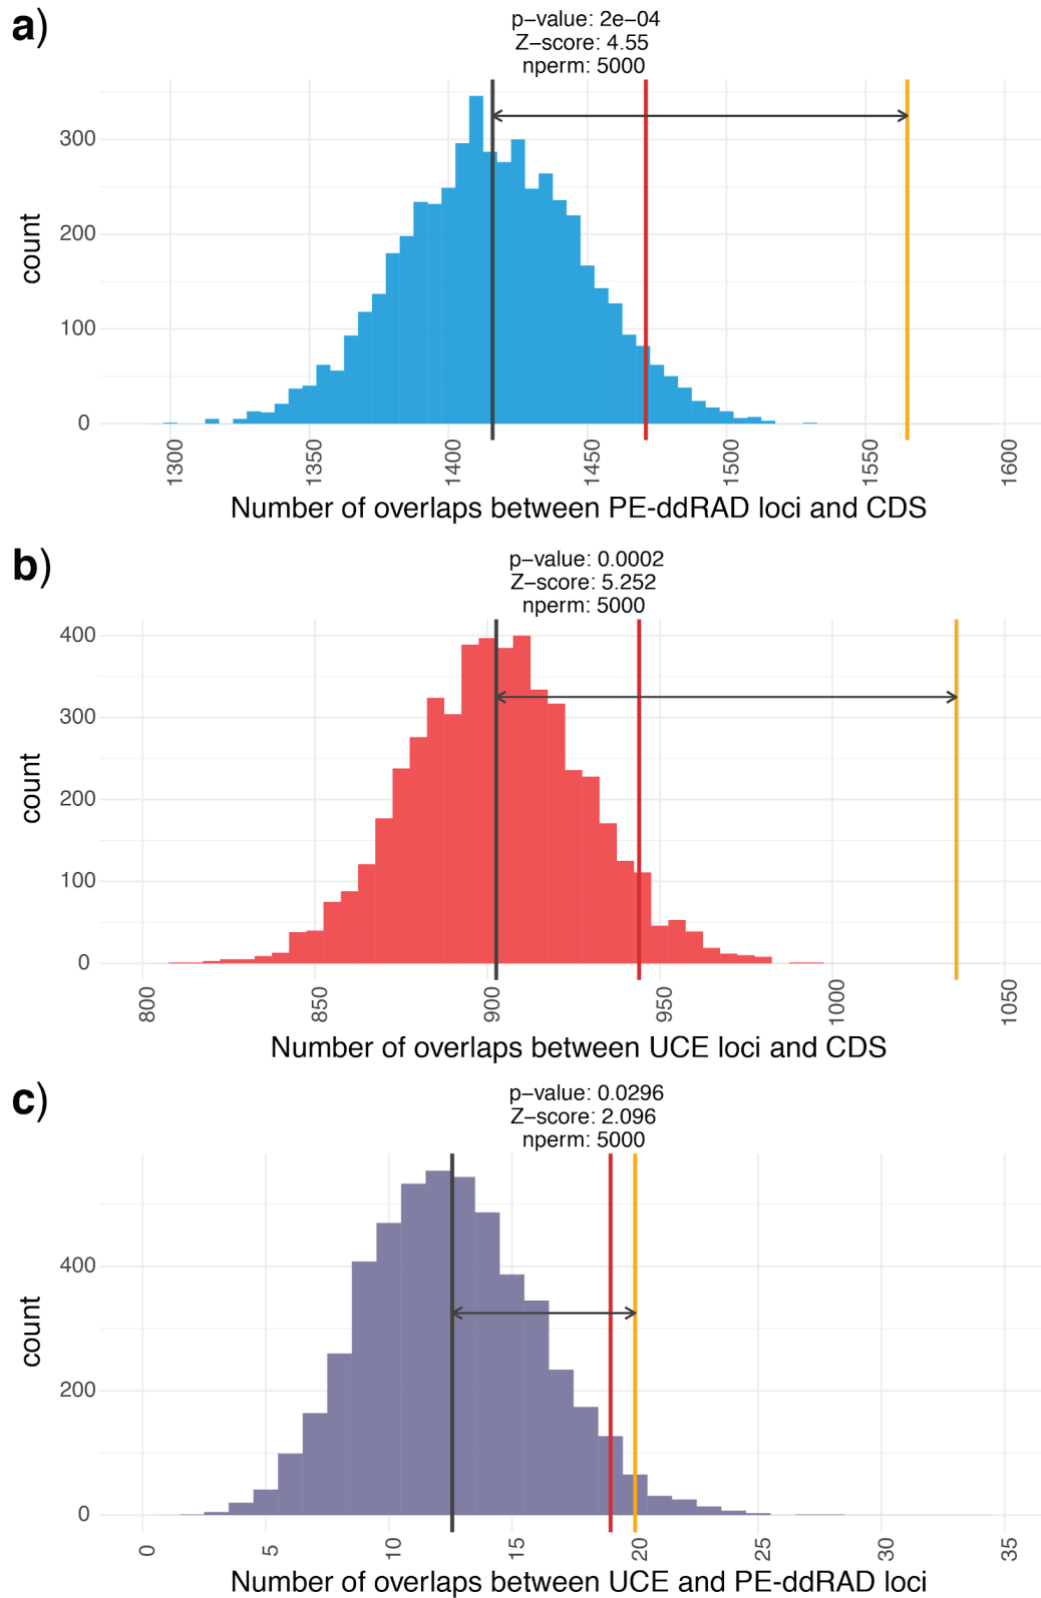 a)
p−value: 2e−04
Z−score: 4.55
nperm: 5000
count
300
200
100
0
1300
1350
1400
1450
1500
1550
1600
Number of overlaps between PE-ddRAD loci and CDS
b)
p−value: 0.0002
Z−score: 5.252
nperm: 5000
count
400
300
200
100
0
800
850
900
950
1000
1050
Number of overlaps between UCE loci and CDS
c)
p−value: 0.0296
Z−score: 2.096
nperm: 5000
count
400
200
0
0
5
10
15
20
25
30
35
Number of overlaps between UCE and PE-ddRAD loci